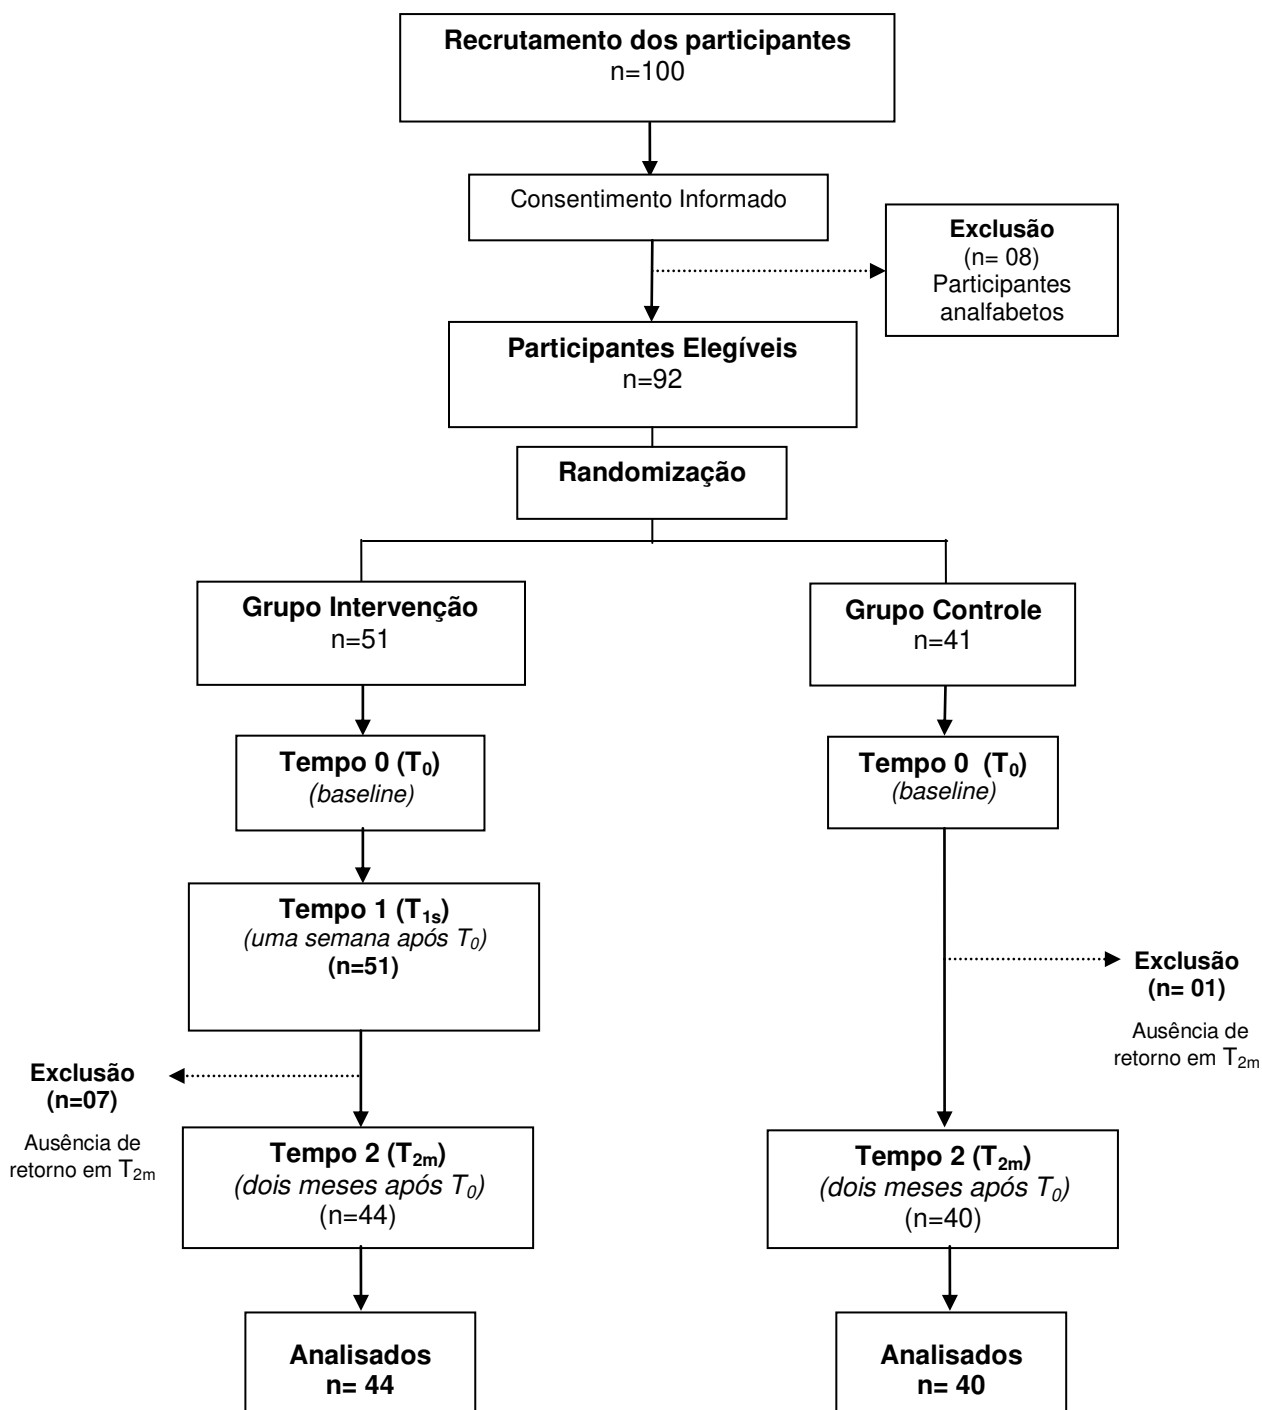 Recrutamento dos participantes
n=100
Consentimento Informado
Exclusão
(n= 08)
Participantes
analfabetos
Participantes Elegíveis
n=92
Randomização
Grupo Intervenção
n=51
Grupo Controle
n=41
Tempo 0 (T0)
(baseline)
Tempo 0 (T0)
(baseline)
Tempo 1 (T1s)
(uma semana após T0)
(n=51)
Exclusão
(n= 01)
Ausência de
retorno em T2m
Exclusão
(n=07)
Ausência de
retorno em T2m
Tempo 2 (T2m)
(dois meses após T0)
(n=44)
Tempo 2 (T2m)
(dois meses após T0)
(n=40)
Analisados
n= 44
Analisados
n= 40